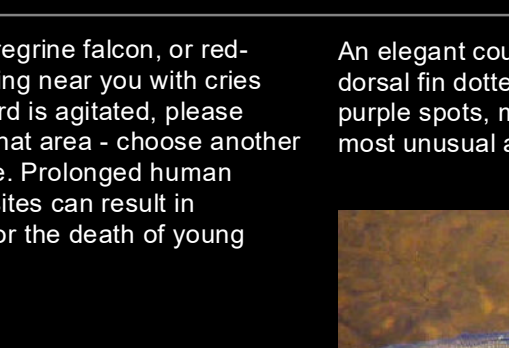 regrine falcon, or red-
ing near you with cries
rd is agitated, please
hat area - choose another
e. Prolonged human
ites can result in
or the death of young
An elegant cou
dorsal fin dotte
purple spots, n
most unusual a